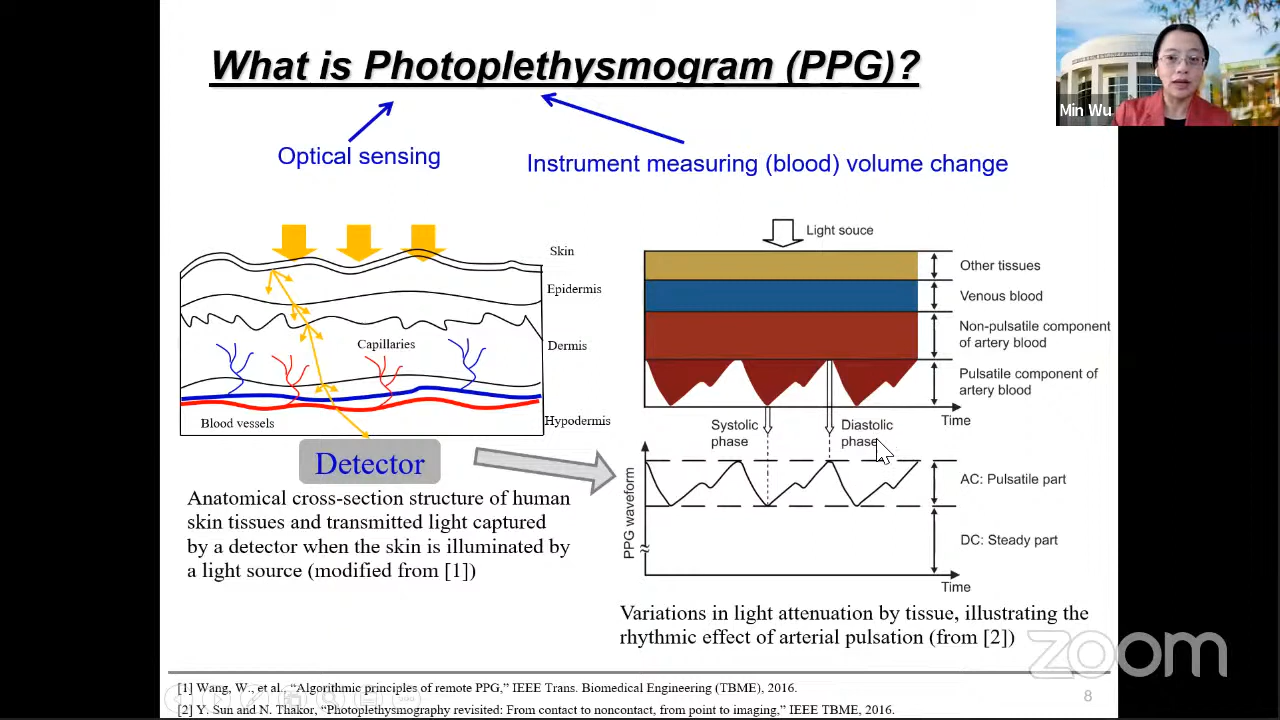 What is Photoplethysmogram (PPG)?
Min Wu
Optical sensing
Instrument measuring (blood) volume change
Skin
Epidermis
Capillaries
Dermis
Blood vessels
Hypodermis
Detector
Anatomical cross-section structure of human
skin tissues and transmitted light captured
by a detector when the skin is illuminated by
a light source (modified from [1])
Light souce
Other tissues
Venous blood
Non-pulsatile component
of artery blood
Pulsatile component of
artery blood
Time
Systolic
phase
Diastolic
phase
PPG waveform
AC: Pulsatile part
DC: Steady part
Time
Variations in light attenuation by tissue, illustrating the
rhythmic effect of arterial pulsation (from [2])
zoom
[1] Wang, W., et al., “Algorithmic principles of remote PPG,” IEEE Trans. Biomedical Engineering (TBME), 2016.
8
[2] Y. Sun and N. Thakor, “Photoplethysmography revisited: From contact to noncontact, from point to imaging,” IEEE TBME, 2016.